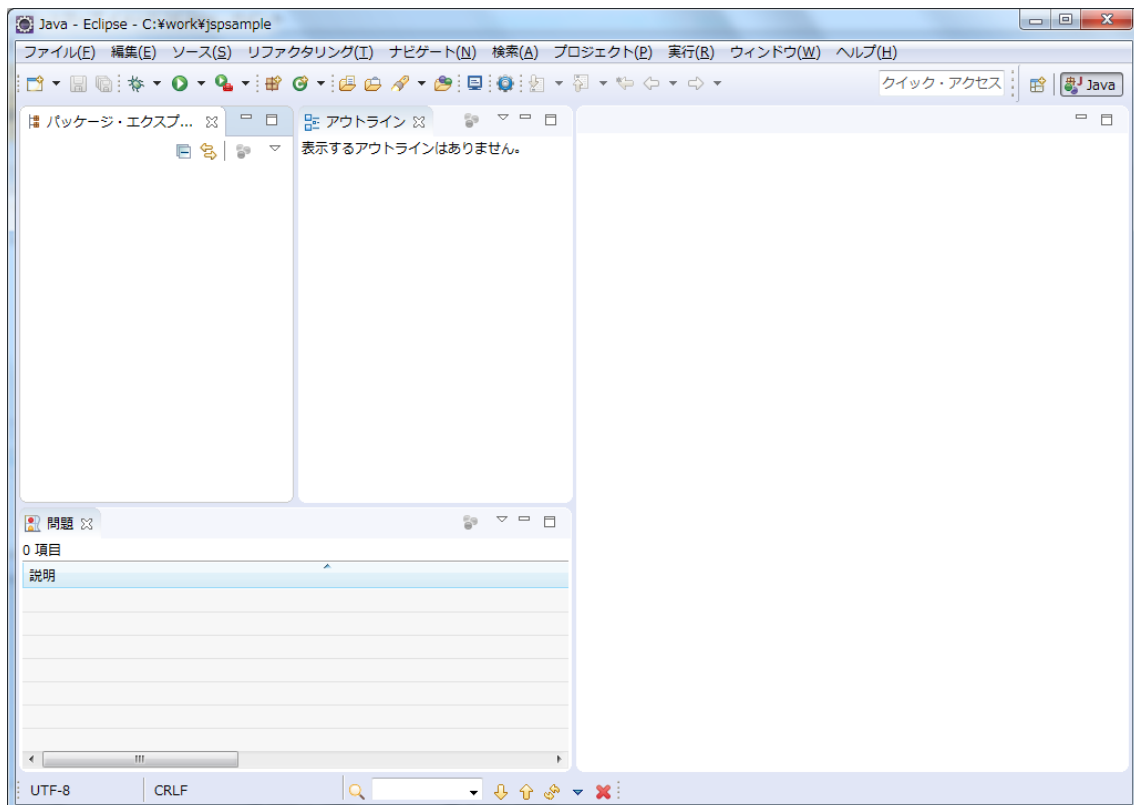 Java - Eclipse - C:¥work¥jspsample
ファイル(F) 編集(E) ソース(S) リファクタリング(T) ナビゲート(N) 検索(A) プロジェクト(P) 実行(R) ウィンドウ(W) ヘルプ(H)
クイック・アクセス Java
パッケージ・エクスプ... アウトライン
表示するアウトラインはありません。
問題
0 項目
説明
UTF-8 CRLF